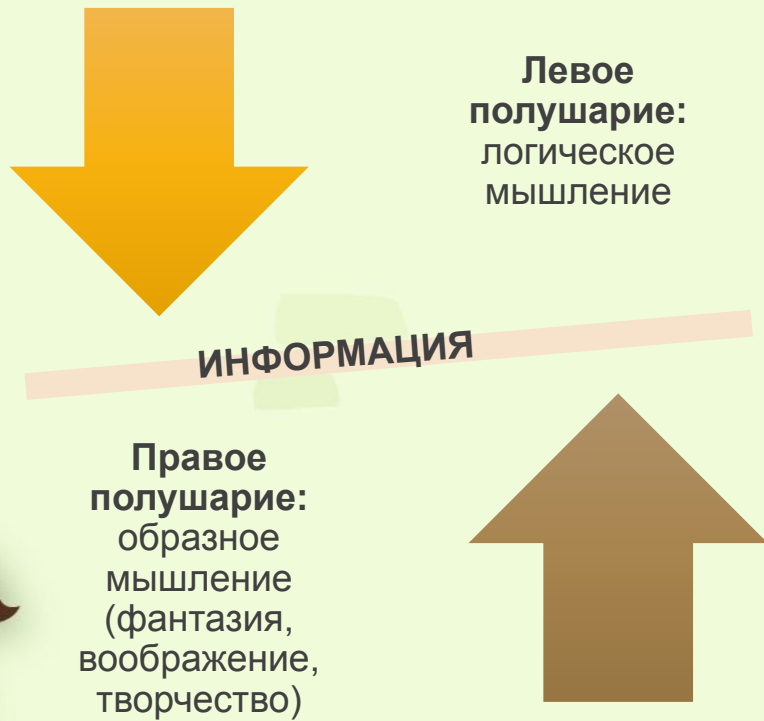 Левое
полушарие:
логическое
мышление
ИНФОРМАЦИЯ
Правое
полушарие:
образное
мышление
(фантазия,
воображение,
творчество)